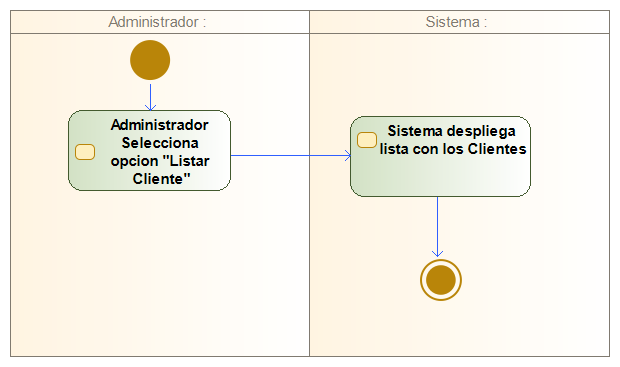 Administrador :
Sistema :
Administrador
Selecciona
opcion "Listar
Cliente"
Sistema despliega
lista con los Clientes